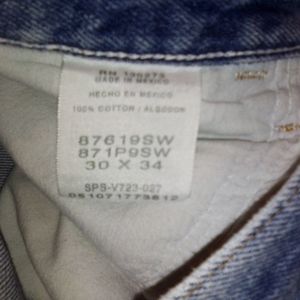 MADE IN MEXICO
HECHO EN MEXICO
100% COTTON / ALGODON
87619SW
871P9SW
30 X 34
SPS-V723-027
051071773612